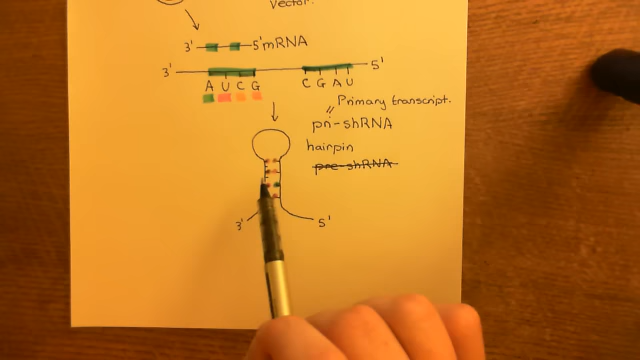 vector.
3' 5' mRNA
3' 5'
A U C G C G A U
Primary transcript.
pri-shRNA
hairpin
pre-shRNA
3' 5'